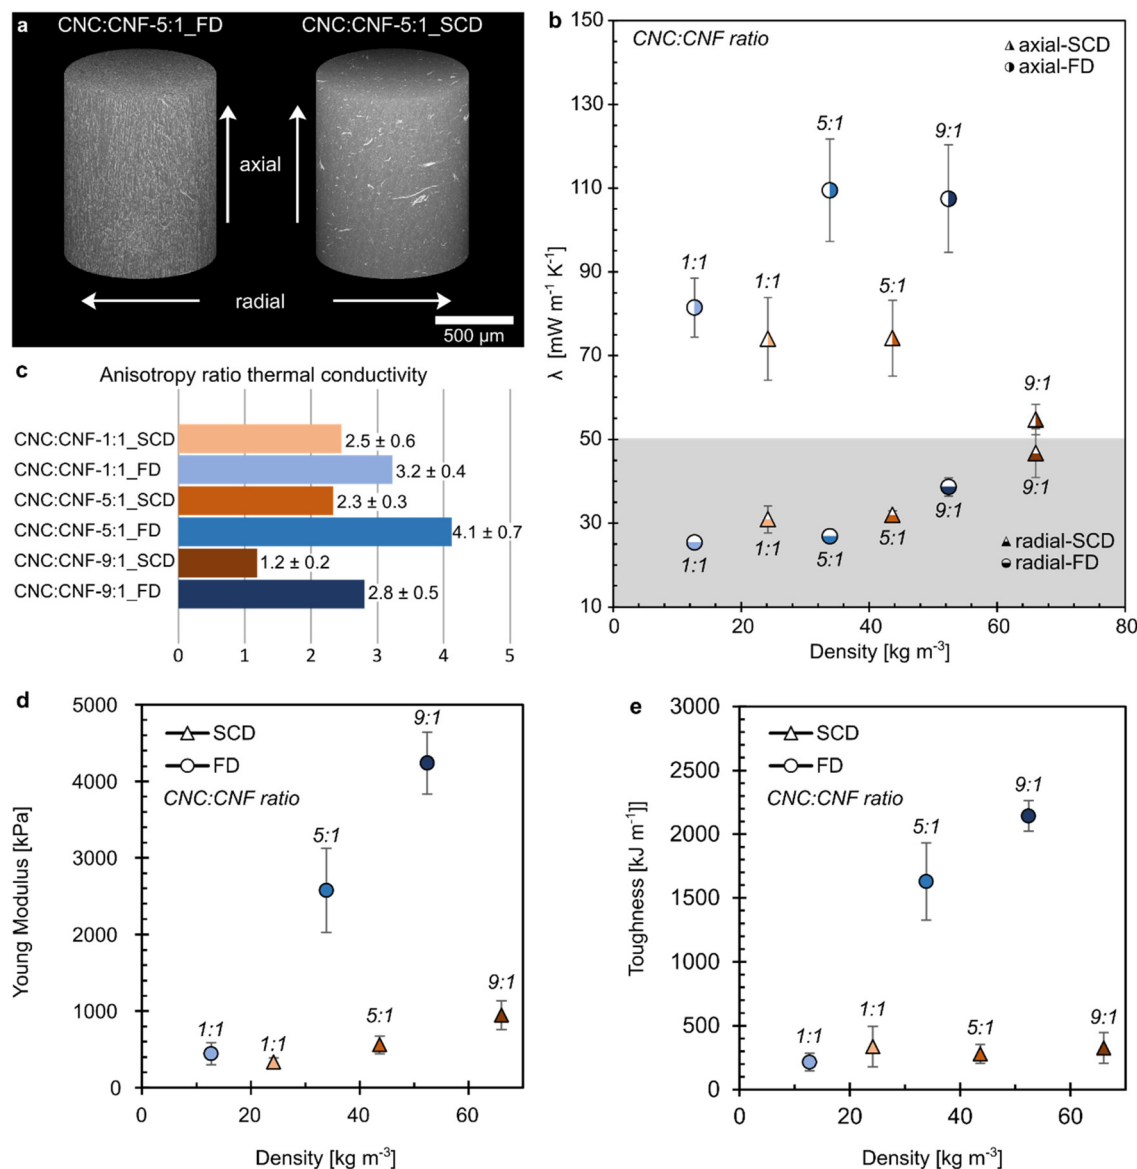 a
CNC:CNF-5:1_FD
CNC:CNF-5:1_SCD
axial
radial
500 µm
b
CNC:CNF ratio
axial-SCD
axial-FD
150
130
110
90
70
50
30
10
λ [mW m⁻¹ K⁻¹]
5:1
9:1
1:1
1:1
5:1
9:1
9:1
1:1
1:1
5:1
5:1
9:1
radial-SCD
radial-FD
0
20
40
60
80
Density [kg m⁻³]
c
Anisotropy ratio thermal conductivity
CNC:CNF-1:1_SCD
2.5 ± 0.6
CNC:CNF-1:1_FD
3.2 ± 0.4
CNC:CNF-5:1_SCD
2.3 ± 0.3
CNC:CNF-5:1_FD
4.1 ± 0.7
CNC:CNF-9:1_SCD
1.2 ± 0.2
CNC:CNF-9:1_FD
2.8 ± 0.5
0
1
2
3
4
5
d
SCD
FD
CNC:CNF ratio
5000
4000
3000
2000
1000
0
Young Modulus [kPa]
9:1
5:1
1:1
1:1
5:1
9:1
0
20
40
60
Density [kg m⁻³]
e
SCD
FD
CNC:CNF ratio
3000
2500
2000
1500
1000
500
0
Toughness [kJ m⁻¹]]
9:1
5:1
1:1
1:1
5:1
9:1
0
20
40
60
Density [kg m⁻³]